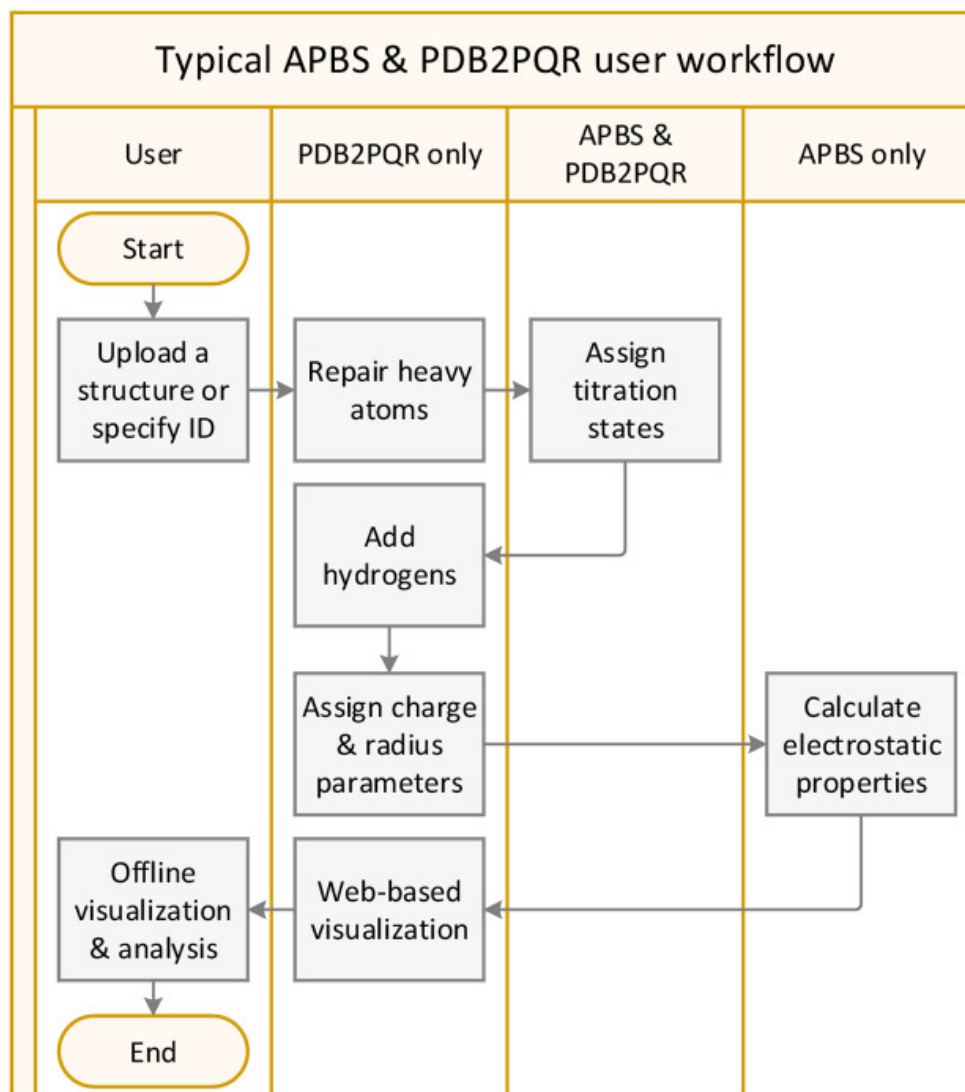 Typical APBS & PDB2PQR user workflow
User
PDB2PQR only
APBS &
PDB2PQR
APBS only
Start
Upload a
structure or
specify ID
Repair heavy
atoms
Assign
titration
states
Add
hydrogens
Assign charge
& radius
parameters
Calculate
electrostatic
properties
Web-based
visualization
Offline
visualization
& analysis
End